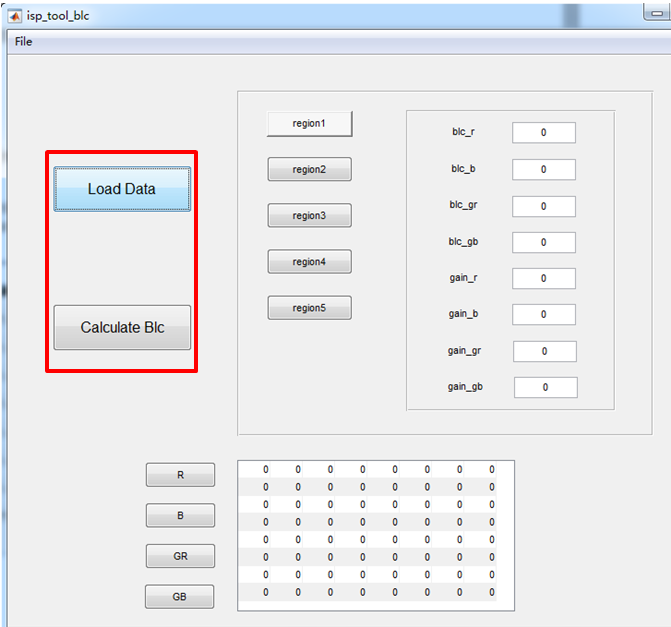 isp_tool_blc
File
Load Data
Calculate Blc
region1
region2
region3
region4
region5
blc_r 0
blc_b 0
blc_gr 0
blc_gb 0
gain_r 0
gain_b 0
gain_gr 0
gain_gb 0
R
B
GR
GB
0 0 0 0 0 0 0 0
0 0 0 0 0 0 0 0
0 0 0 0 0 0 0 0
0 0 0 0 0 0 0 0
0 0 0 0 0 0 0 0
0 0 0 0 0 0 0 0
0 0 0 0 0 0 0 0
0 0 0 0 0 0 0 0